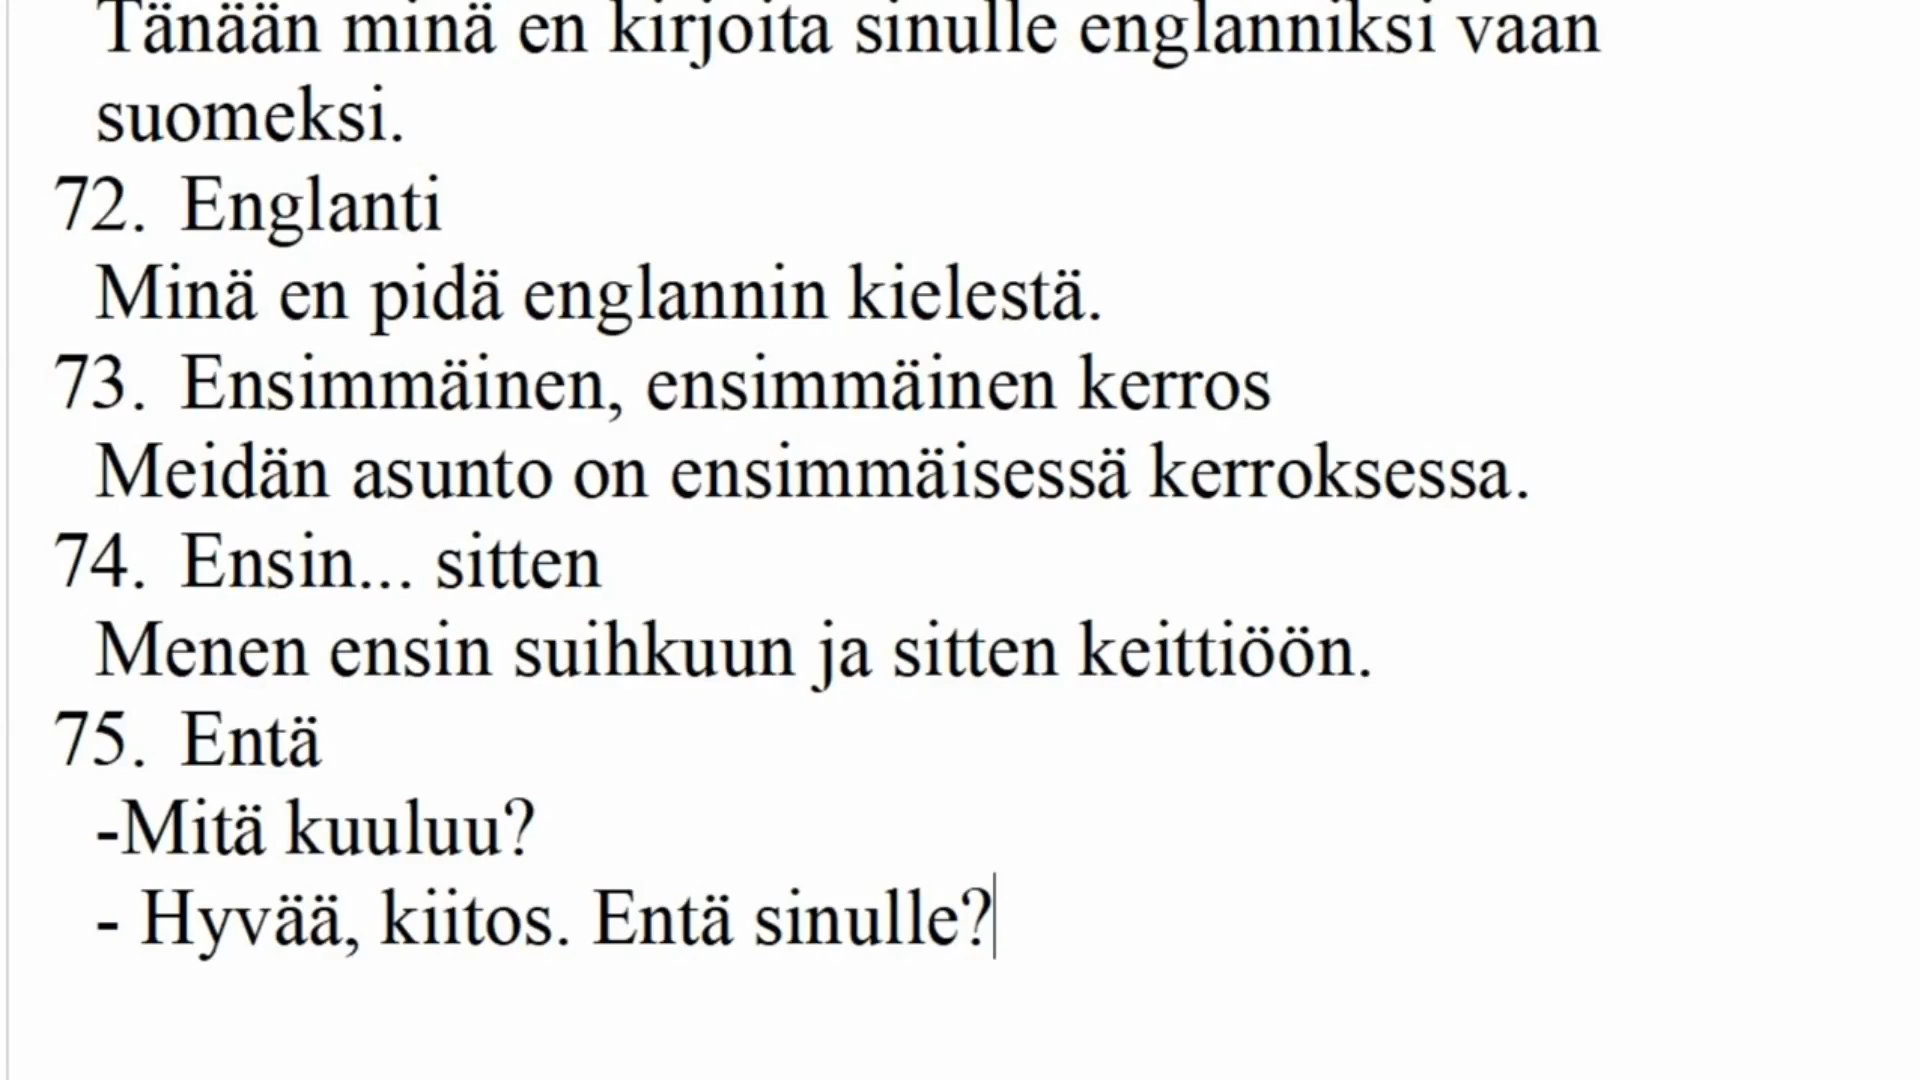 Tänään minä en kirjoita sinulle englanniksi vaan
suomeksi.
72. Englanti
Minä en pidä englannin kielestä.
73. Ensimmäinen, ensimmäinen kerros
Meidän asunto on ensimmäisessä kerroksessa.
74. Ensin... sitten
Menen ensin suihkuun ja sitten keittiöön.
75. Entä
-Mitä kuuluu?
- Hyvää, kiitos. Entä sinulle?